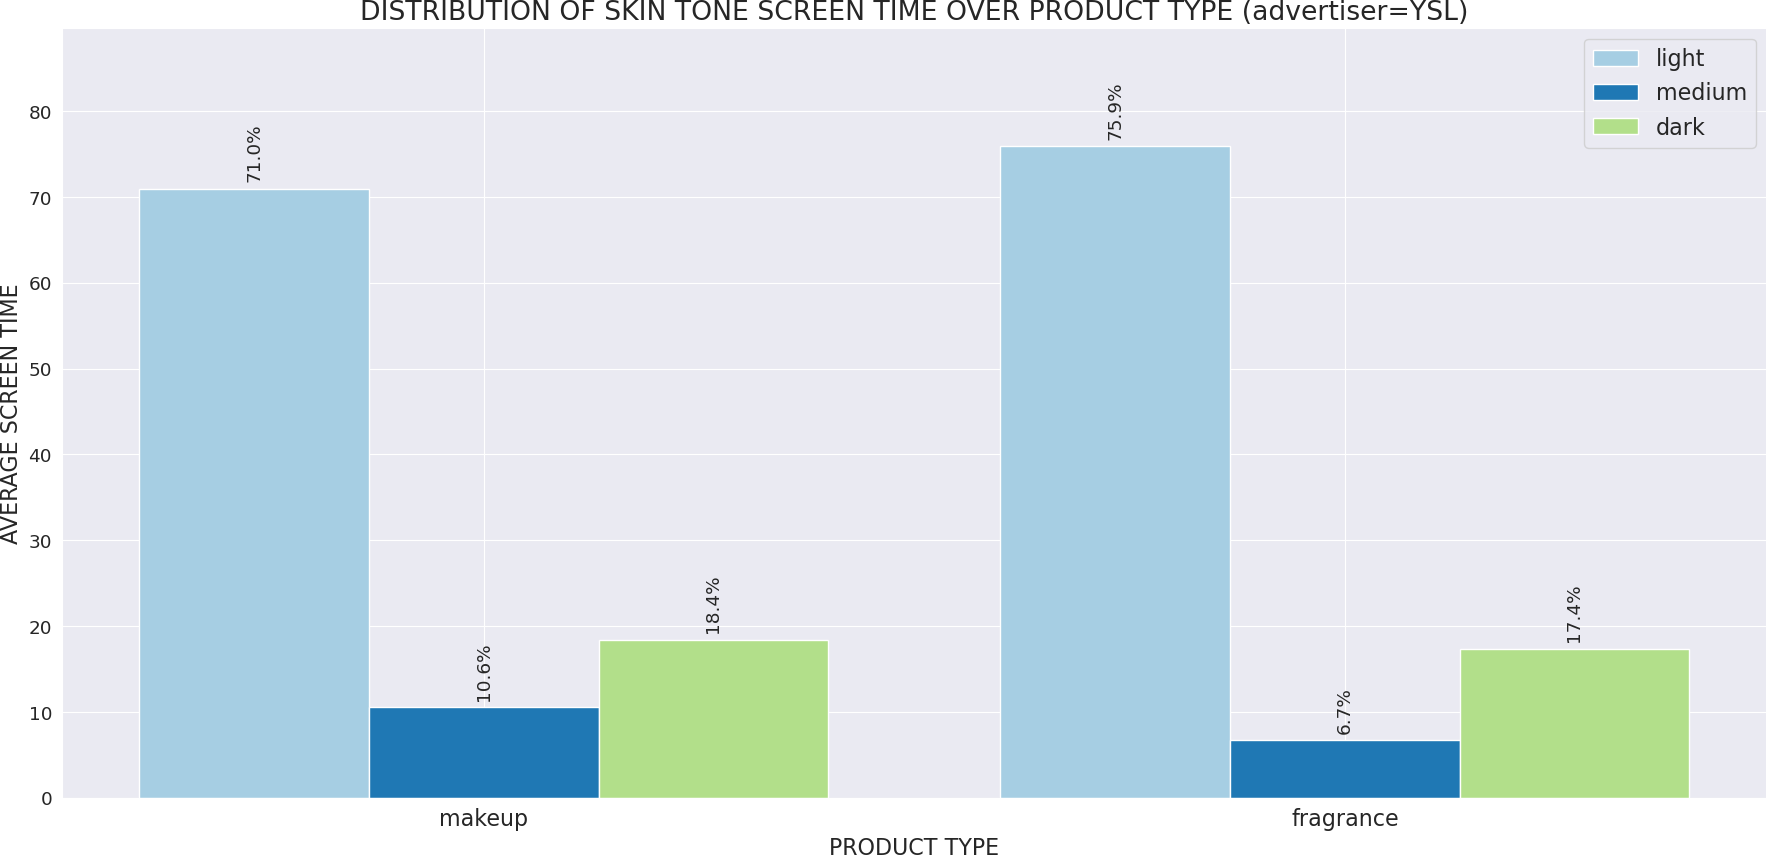 DISTRIBUTION OF SKIN TONE SCREEN TIME OVER PRODUCT TYPE (advertiser=YSL)
light
medium
dark
AVERAGE SCREEN TIME
80
70
60
50
40
30
20
10
0
71.0%
10.6%
18.4%
75.9%
6.7%
17.4%
makeup
fragrance
PRODUCT TYPE